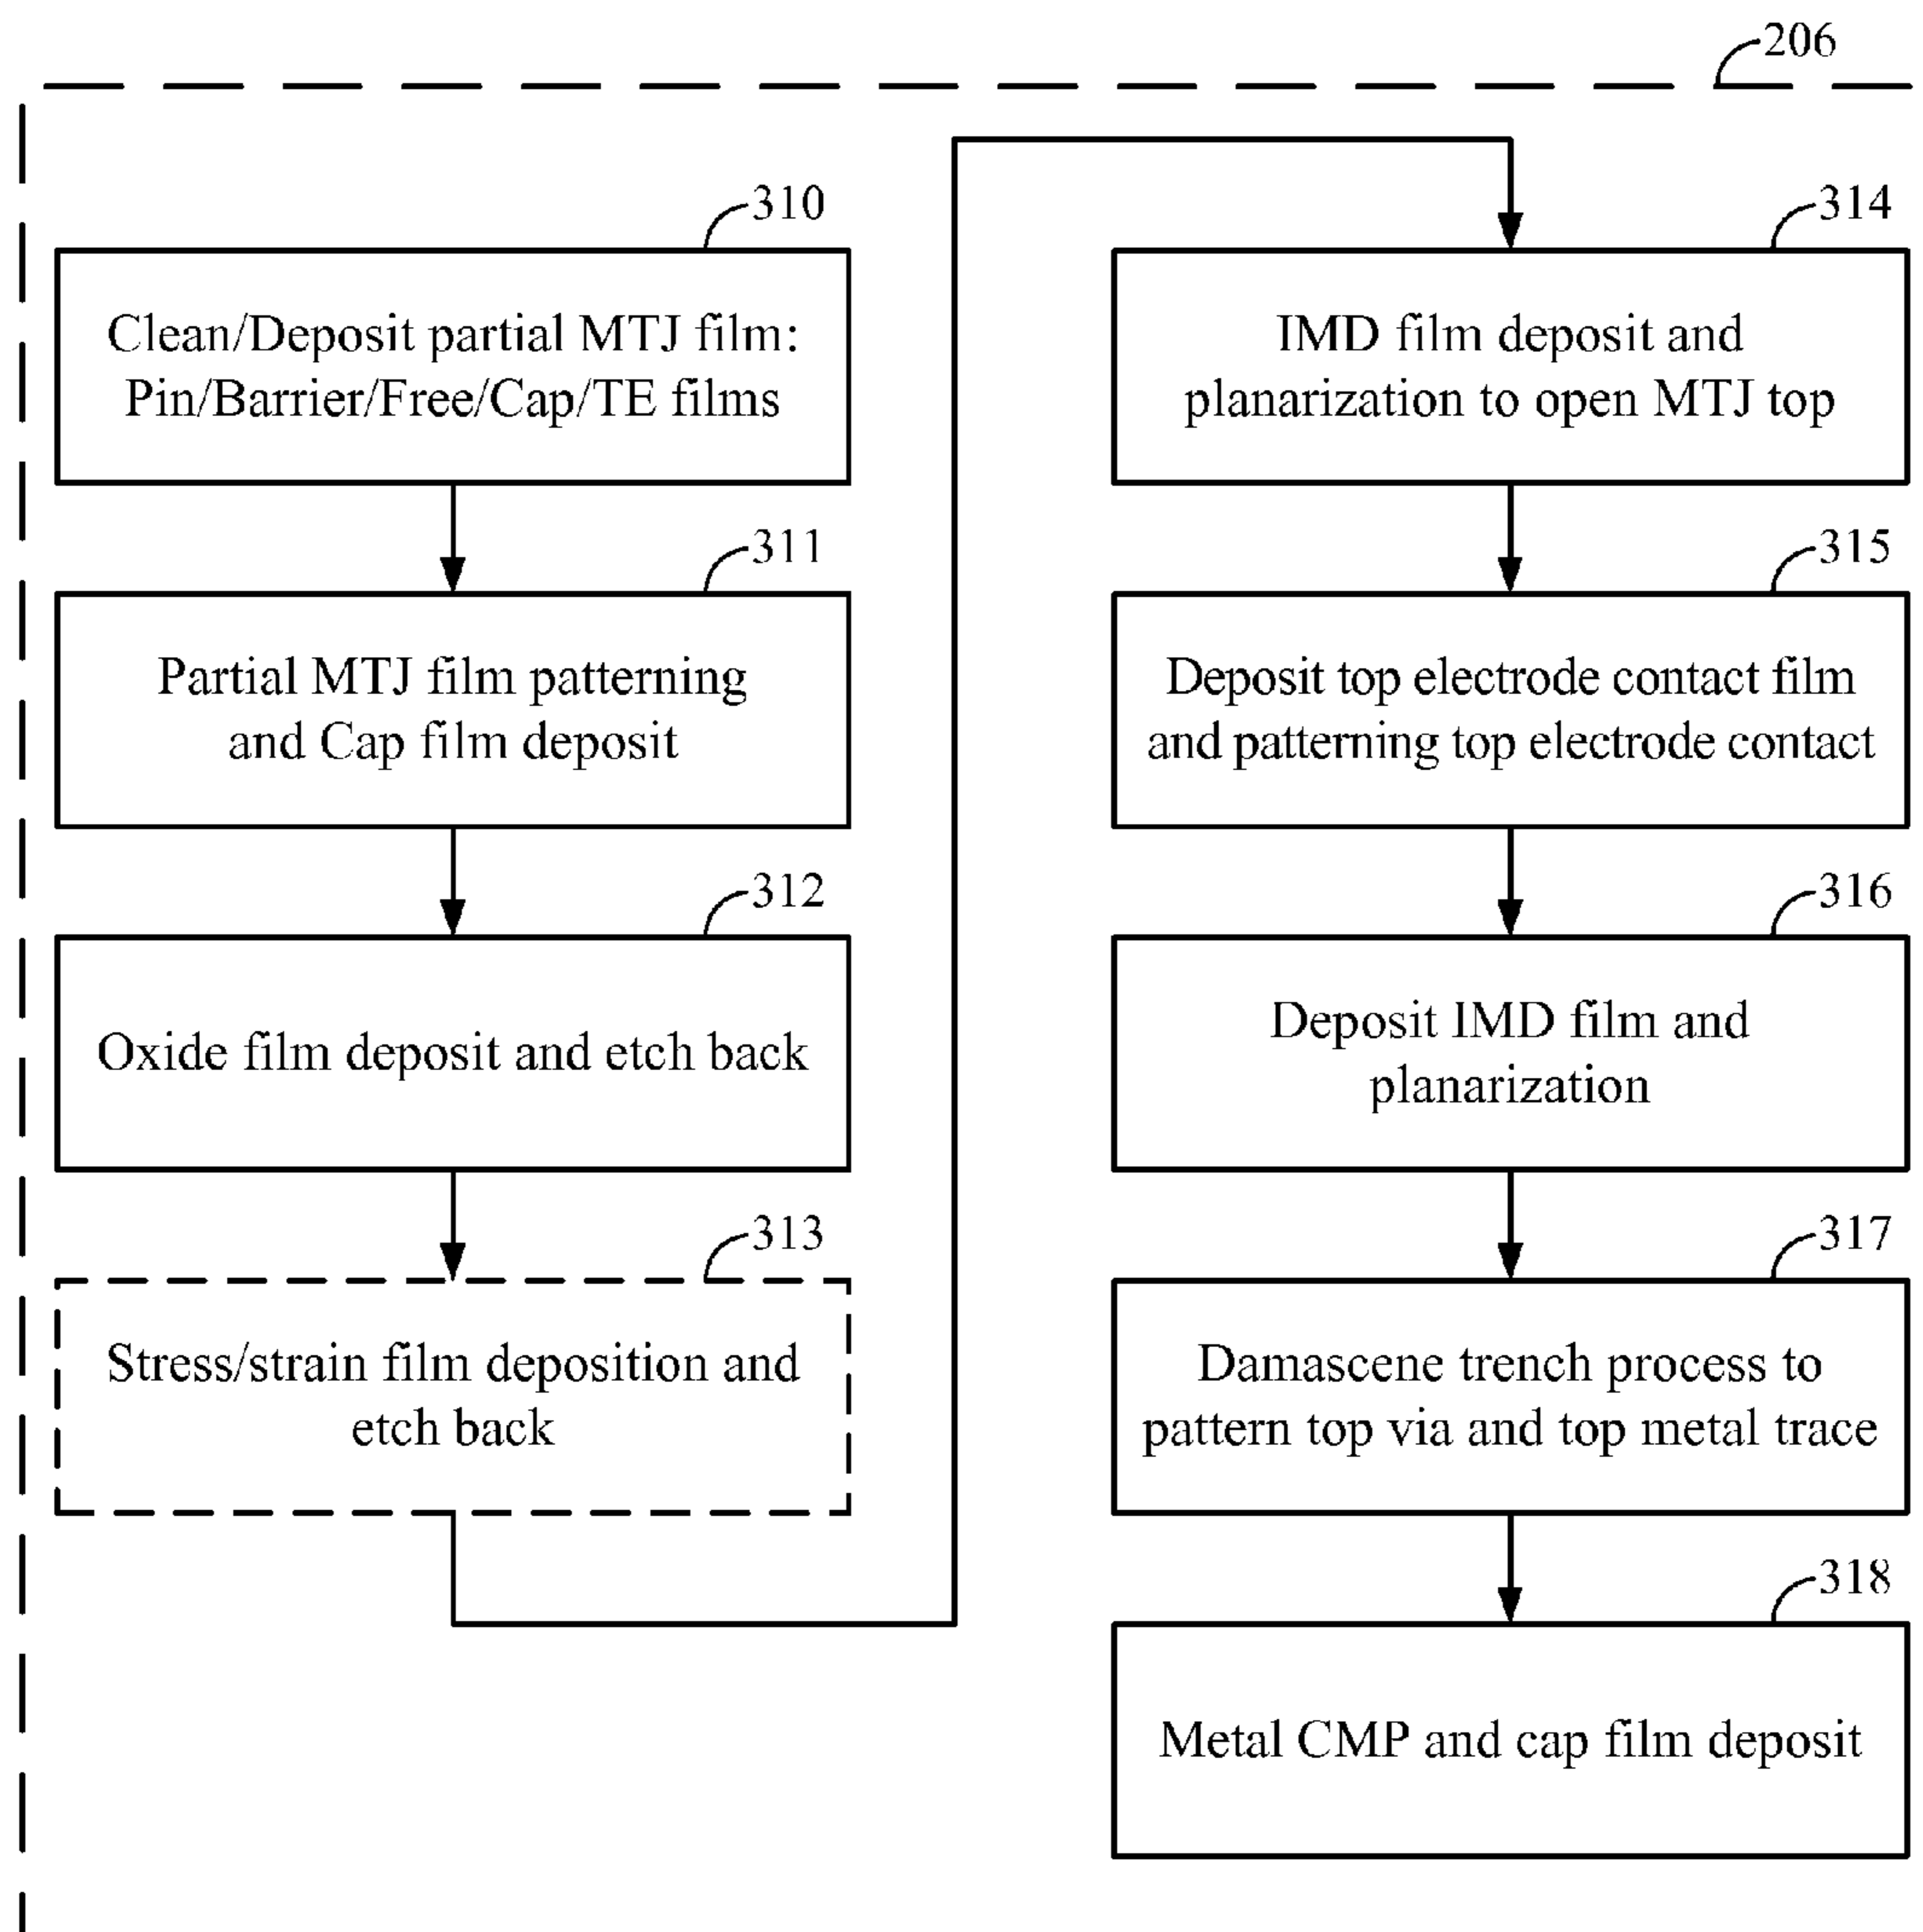 206
310
Clean/Deposit partial MTJ film:
Pin/Barrier/Free/Cap/TE films
311
Partial MTJ film patterning
and Cap film deposit
312
Oxide film deposit and etch back
313
Stress/strain film deposition and
etch back
314
IMD film deposit and
planarization to open MTJ top
315
Deposit top electrode contact film
and patterning top electrode contact
316
Deposit IMD film and
planarization
317
Damascene trench process to
pattern top via and top metal trace
318
Metal CMP and cap film deposit